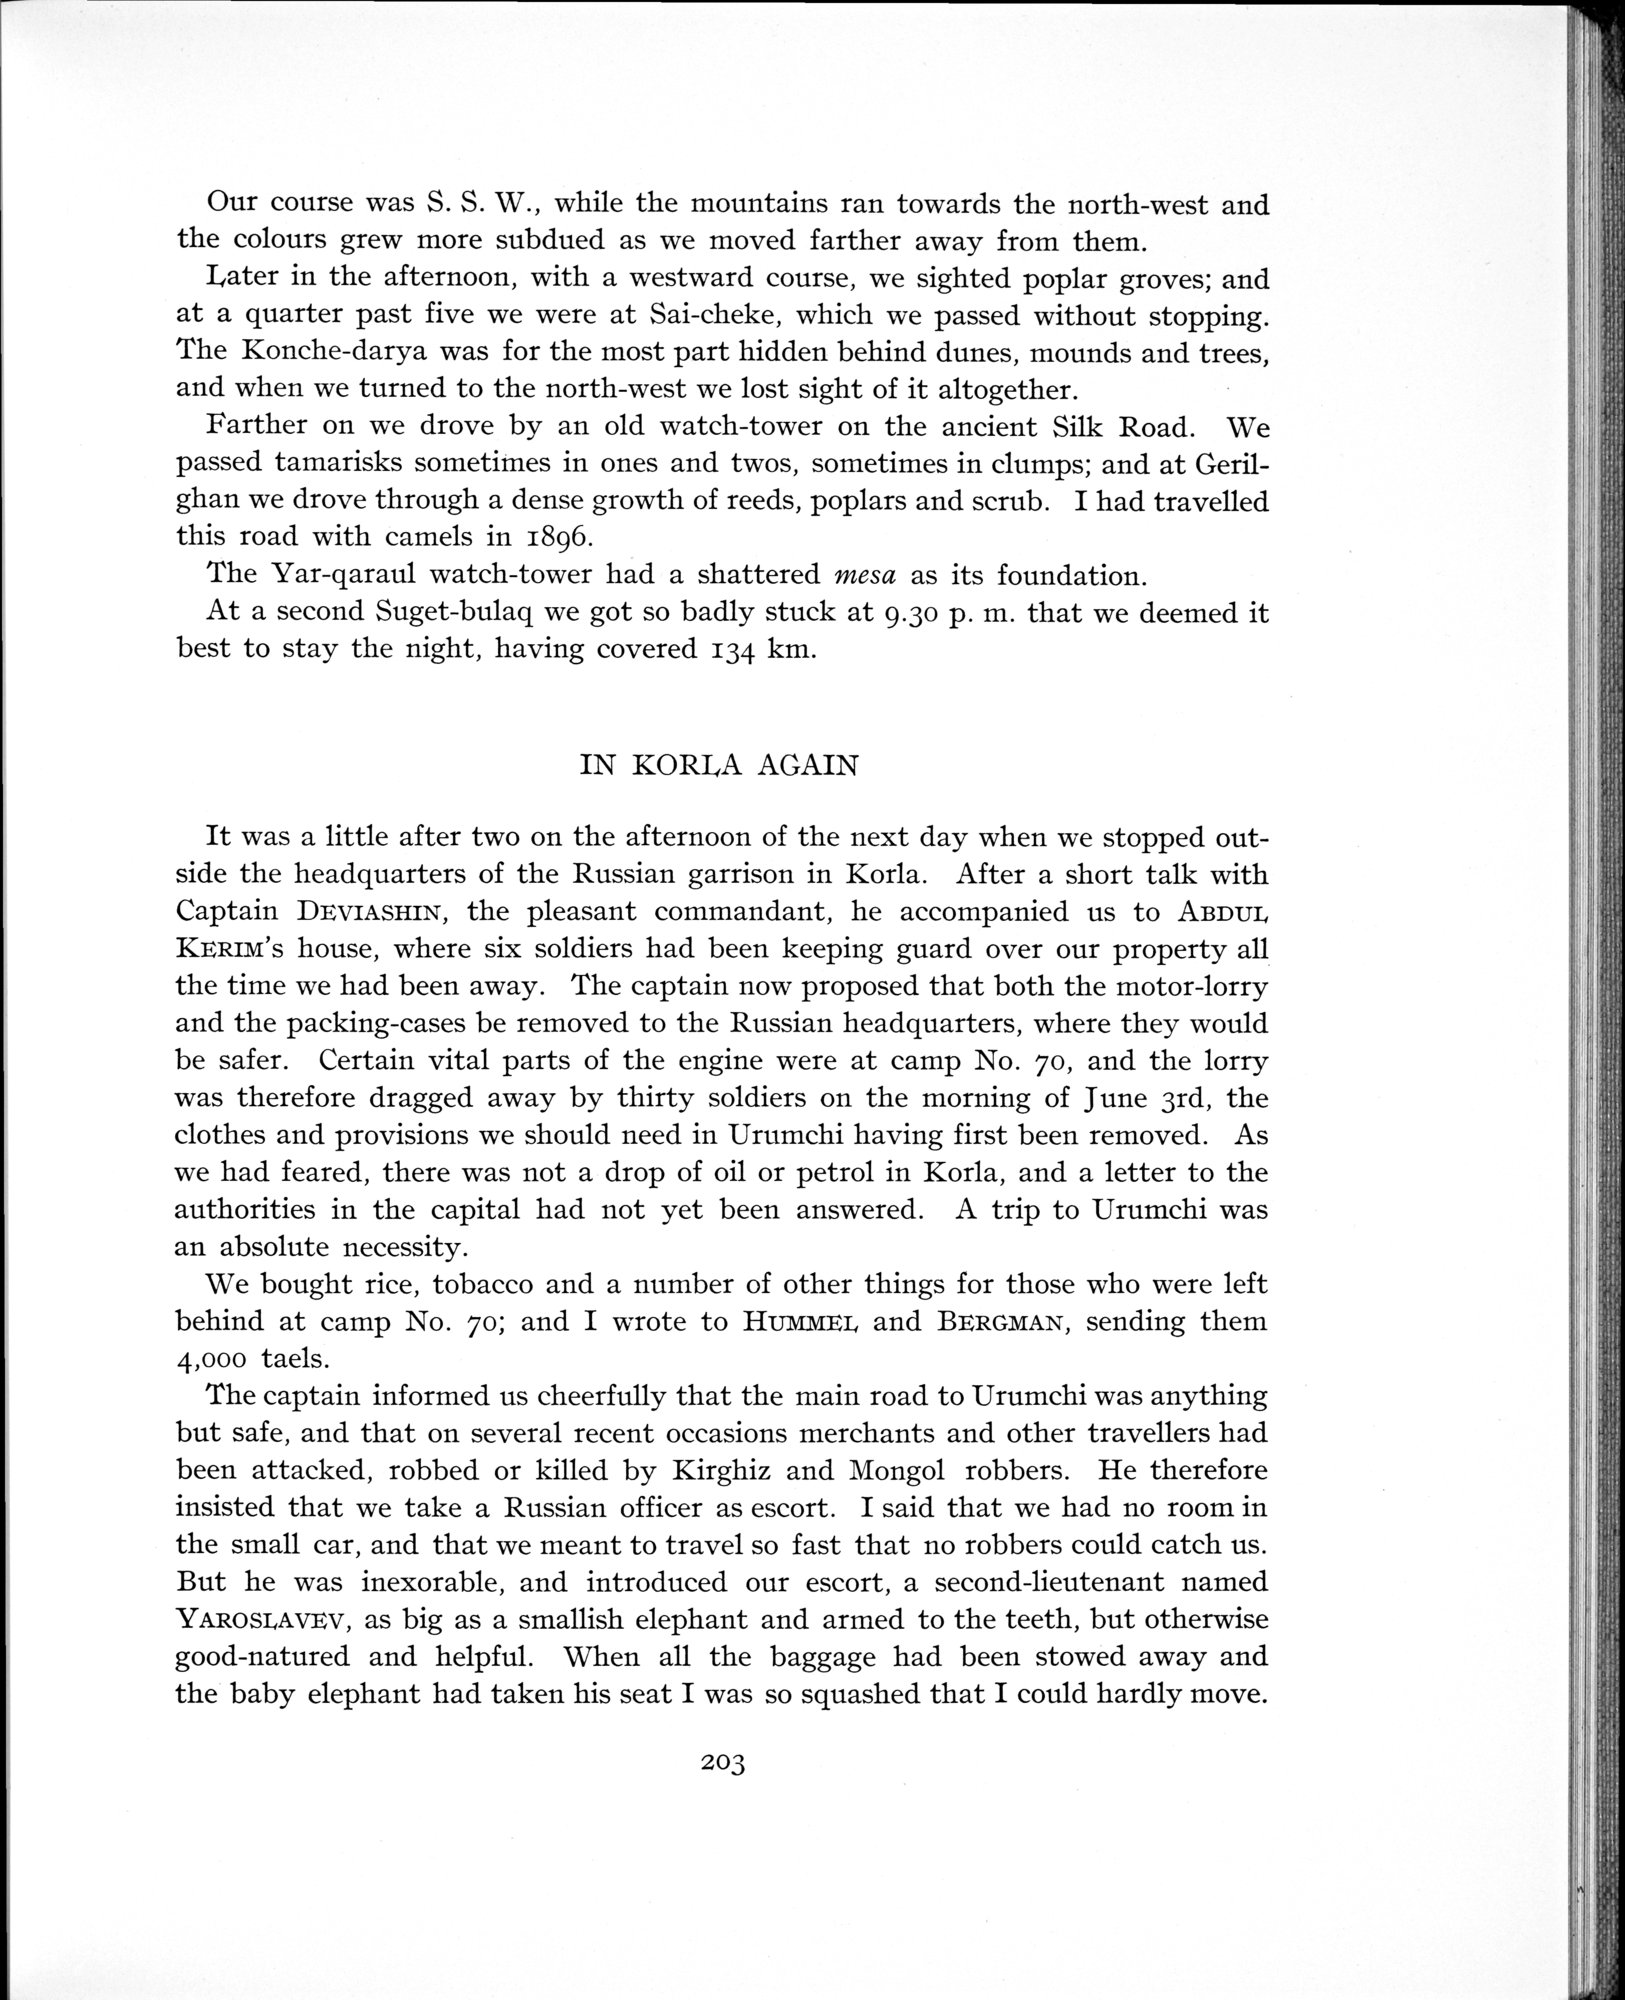 Our course was S. S. W., while the mountains ran towards the north-west and
the colours grew more subdued as we moved farther away from them.
Later in the afternoon, with a westward course, we sighted poplar groves; and
at a quarter past five we were at Sai-cheke, which we passed without stopping.
The Konche-darya was for the most part hidden behind dunes, mounds and trees,
and when we turned to the north-west we lost sight of it altogether.
Farther on we drove by an old watch-tower on the ancient Silk Road. We
passed tamarisks sometimes in ones and twos, sometimes in clumps; and at Geril-
ghan we drove through a dense growth of reeds, poplars and scrub. I had travelled
this road with camels in 1896.
The Yar-qaraul watch-tower had a shattered mesa as its foundation.
At a second Suget-bulaq we got so badly stuck at 9.30 p. m. that we deemed it
best to stay the night, having covered 134 km.
IN KORLA AGAIN
It was a little after two on the afternoon of the next day when we stopped out-
side the headquarters of the Russian garrison in Korla. After a short talk with
Captain DEVIASHIN, the pleasant commandant, he accompanied us to ABDUL
KERIM's house, where six soldiers had been keeping guard over our property all
the time we had been away. The captain now proposed that both the motor-lorry
and the packing-cases be removed to the Russian headquarters, where they would
be safer. Certain vital parts of the engine were at camp No. 70, and the lorry
was therefore dragged away by thirty soldiers on the morning of June 3rd, the
clothes and provisions we should need in Urumchi having first been removed. As
we had feared, there was not a drop of oil or petrol in Korla, and a letter to the
authorities in the capital had not yet been answered. A trip to Urumchi was
an absolute necessity.
We bought rice, tobacco and a number of other things for those who were left
behind at camp No. 70; and I wrote to HUMMEL and BERGMAN, sending them
4,000 taels.
The captain informed us cheerfully that the main road to Urumchi was anything
but safe, and that on several recent occasions merchants and other travellers had
been attacked, robbed or killed by Kirghiz and Mongol robbers. He therefore
insisted that we take a Russian officer as escort. I said that we had no room in
the small car, and that we meant to travel so fast that no robbers could catch us.
But he was inexorable, and introduced our escort, a second-lieutenant named
YAROSLAVEV, as big as a smallish elephant and armed to the teeth, but otherwise
good-natured and helpful. When all the baggage had been stowed away and
the baby elephant had taken his seat I was so squashed that I could hardly move.
203